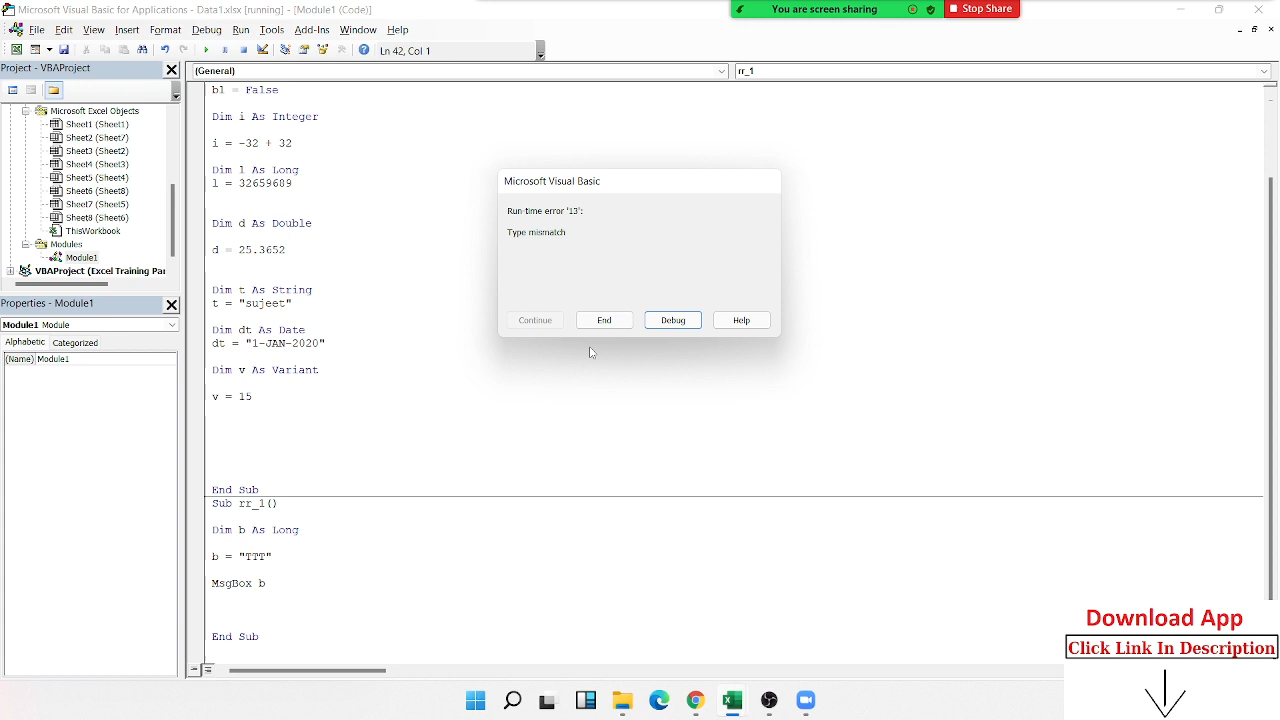 Microsoft Visual Basic for Applications - Data1.xlsx [running] - [Module1 (Code)]
You are screen sharing
Stop Share
File Edit View Insert Format Debug Run Tools Add-Ins Window Help
Ln 42, Col 1
Project - VBAProject
(General)
rr_1
Microsoft Excel Objects
Sheet1 (Sheet1)
Sheet2 (Sheet7)
Sheet3 (Sheet2)
Sheet4 (Sheet3)
Sheet5 (Sheet4)
Sheet6 (Sheet8)
Sheet7 (Sheet5)
Sheet8 (Sheet6)
ThisWorkbook
Modules
Module1
VBAProject (Excel Training Par
Properties - Module1
Module1 Module
Alphabetic Categorized
(Name) Module1
bl = False
Dim i As Integer
i = -32 + 32
Dim l As Long
l = 32659689
Dim d As Double
d = 25.3652
Dim t As String
t = "sujeet"
Dim dt As Date
dt = "1-JAN-2020"
Dim v As Variant
v = 15
End Sub
Sub rr_1()
Dim b As Long
b = "TTT"
MsgBox b
End Sub
Microsoft Visual Basic
Run-time error '13':
Type mismatch
Continue
End
Debug
Help
Download App
Click Link In Description